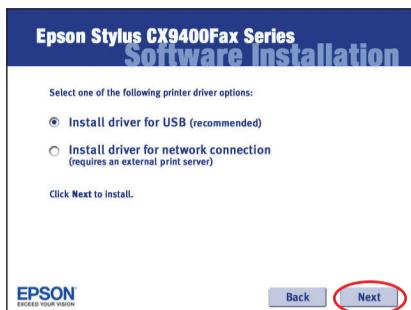 Epson Stylus CX9400Fax Series
Software Installation
Select one of the following printer driver options:
Install driver for USB (recommended)
Install driver for network connection
(requires an external print server)
Click Next to install.
EPSON
EXCEED YOUR VISION
Back
Next